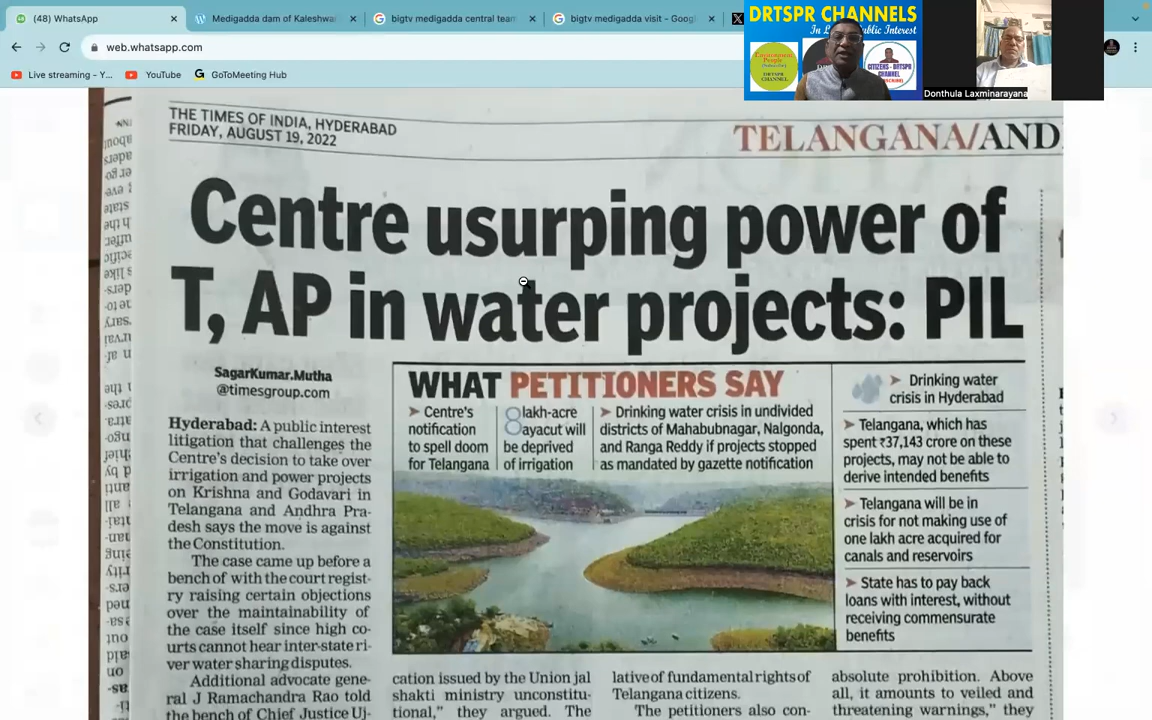 (48) WhatsApp
Medigadda dam of Kaleshwa
bigtv medigadda central team
bigtv medigadda visit - Goog
web.whatsapp.com
Live streaming - Y...
YouTube
GoToMeeting Hub
DRTSPR CHANNELS
Donthula Laxminarayana
THE TIMES OF INDIA, HYDERABAD
FRIDAY, AUGUST 19, 2022
TELANGANA/AND
Centre usurping power of
T, AP in water projects: PIL
SagarKumar.Mutha
@timesgroup.com
Hyderabad: A public interest
litigation that challenges the
Centre's decision to take over
irrigation and power projects
on Krishna and Godavari in
Telangana and Andhra Pra-
desh says the move is against
the Constitution.
The case came up before a
bench of with the court regist-
ry raising certain objections
over the maintainability of
the case itself since high co-
urts cannot hear inter-state ri-
ver water sharing disputes.
Additional advocate gene-
ral J Ramachandra Rao told
the bench of Chief Justice Uj-
WHAT PETITIONERS SAY
➤ Centre's
notification
to spell doom
for Telangana
8 lakh-acre
ayacut will
be deprived
of irrigation
➤ Drinking water crisis in undivided
districts of Mahabubnagar, Nalgonda,
and Ranga Reddy if projects stopped
as mandated by gazette notification
➤ Drinking water
crisis in Hyderabad
➤ Telangana, which has
spent ₹37,143 crore on these
projects, may not be able to
derive intended benefits
➤ Telangana will be in
crisis for not making use of
one lakh acre acquired for
canals and reservoirs
➤ State has to pay back
loans with interest, without
receiving commensurate
benefits
cation issued by the Union jal
shakti ministry unconstitu-
tional," they argued. The
lative of fundamental rights of
Telangana citizens.
The petitioners also con-
absolute prohibition. Above
all, it amounts to veiled and
threatening warnings," they